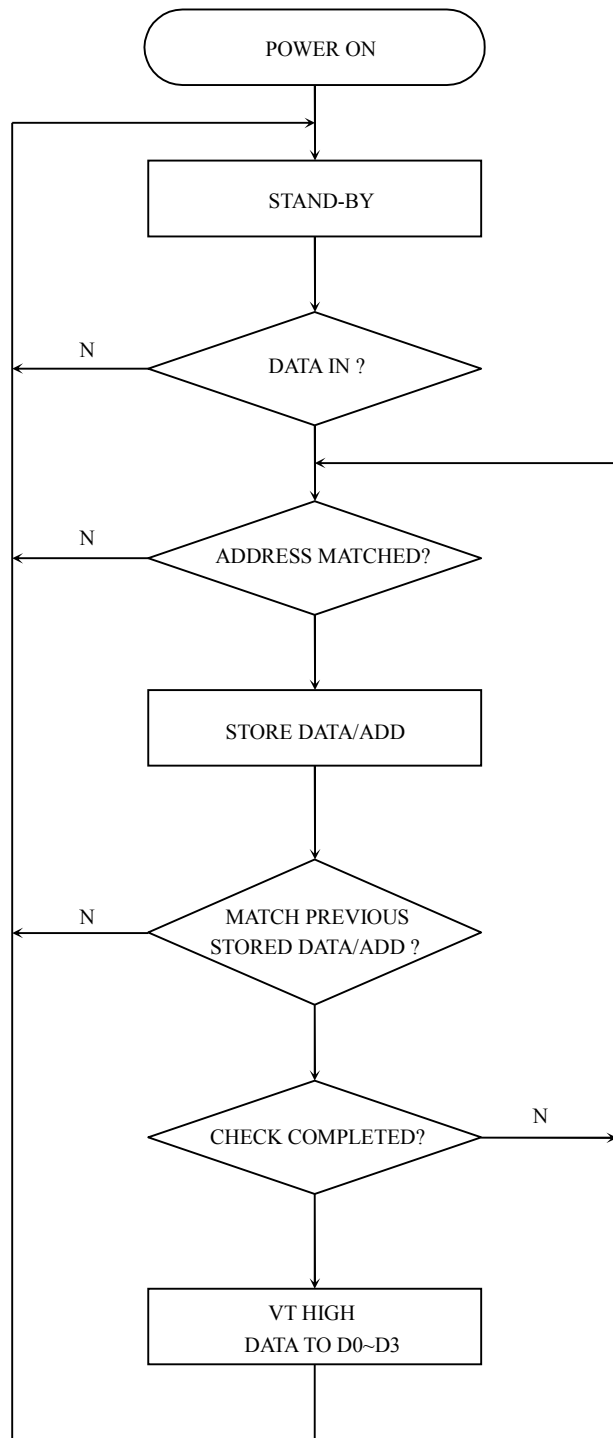 POWER ON
STAND-BY
N
DATA IN ?
N
ADDRESS MATCHED?
STORE DATA/ADD
N
MATCH PREVIOUS
STORED DATA/ADD ?
CHECK COMPLETED?
N
VT HIGH
DATA TO D0~D3